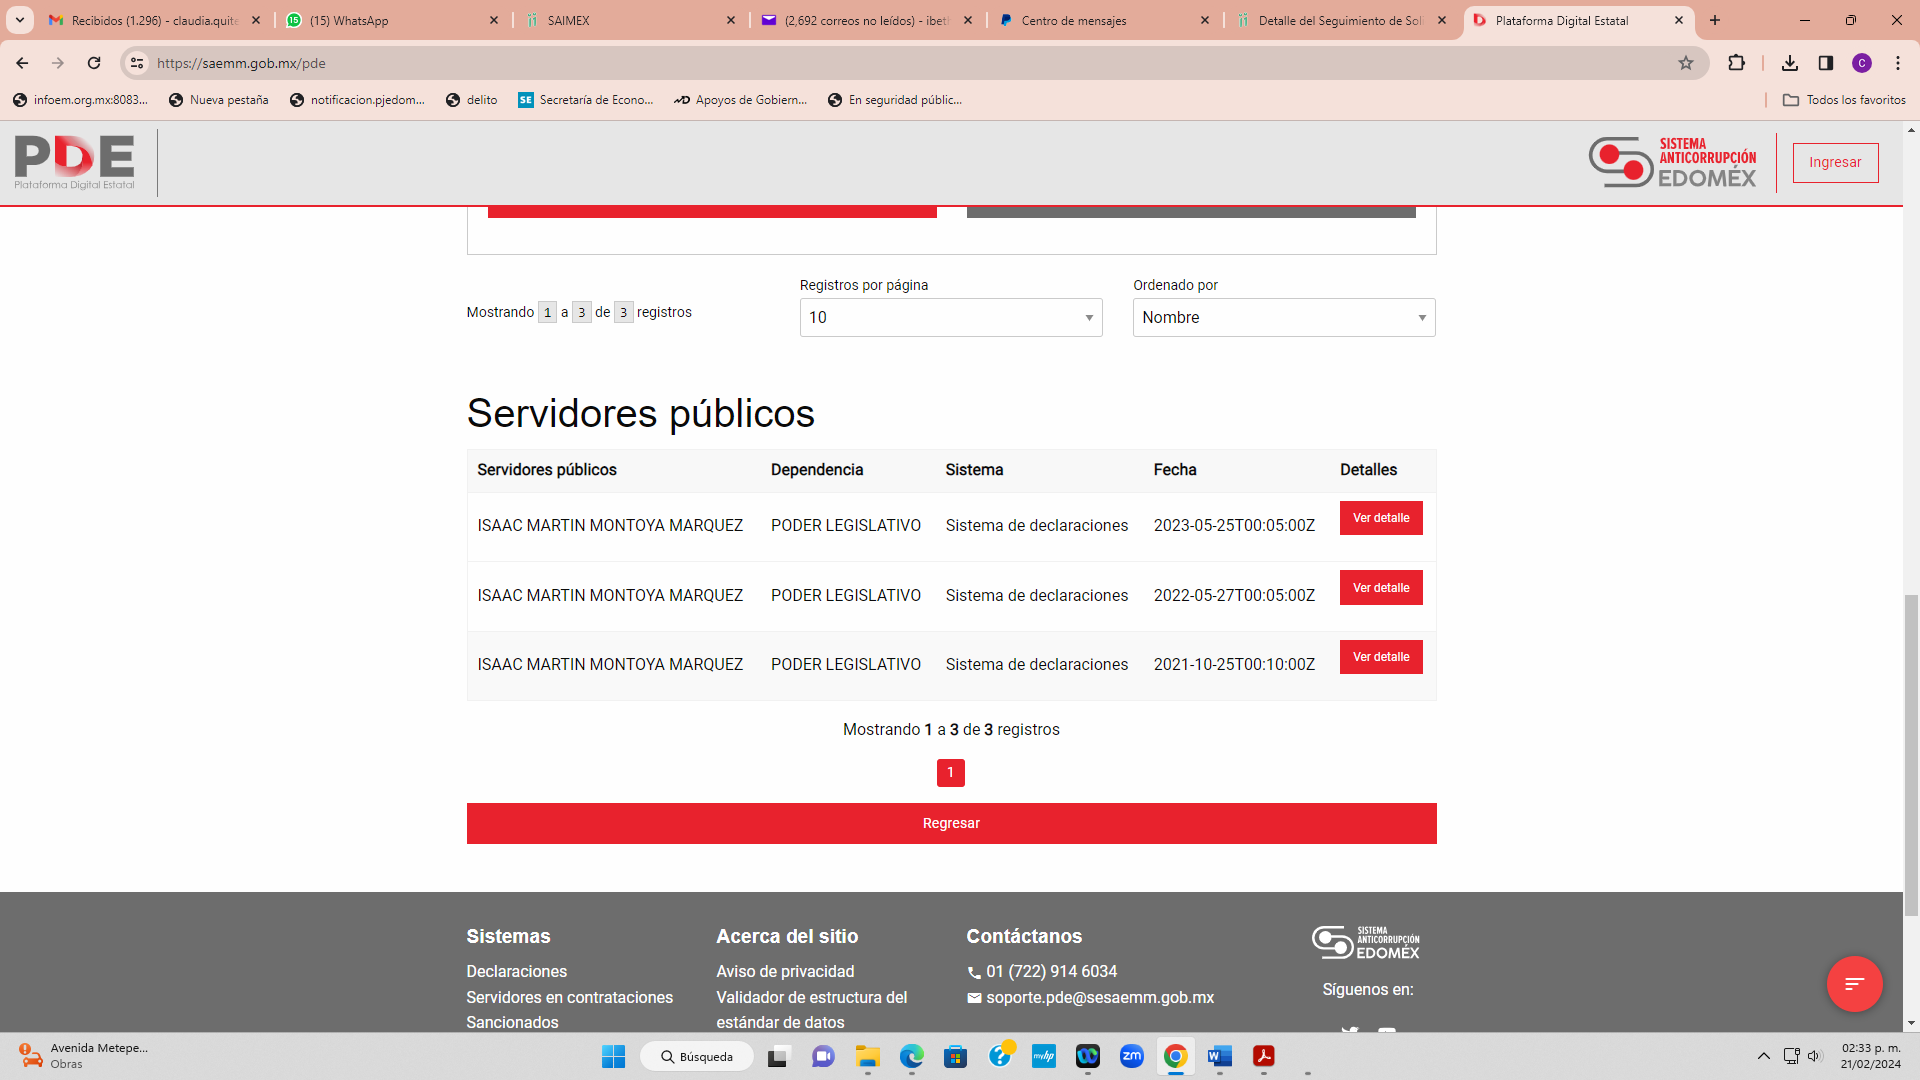 Recibidos (1.296) - claudia.quite
(15) WhatsApp
SAIMEX
(2,692 correos no leídos) - ibeti
Centro de mensajes
Detalle del Seguimiento de Soli
Plataforma Digital Estatal
https://saemm.gob.mx/pde
C
infoem.org.mx:8083...
Nueva pestaña
notificacion.pjedom...
delito
SE Secretaría de Econo...
Apoyos de Gobiern...
En seguridad públic...
Todos los favoritos
PDE
Plataforma Digital Estatal
SISTEMA
ANTICORRUPCIÓN
EDOMÉX
Ingresar
Mostrando 1 a 3 de 3 registros
Registros por página
10
Ordenado por
Nombre
Servidores públicos
Servidores públicos Dependencia Sistema Fecha Detalles
ISAAC MARTIN MONTOYA MARQUEZ PODER LEGISLATIVO Sistema de declaraciones 2023-05-25T00:05:00Z Ver detalle
ISAAC MARTIN MONTOYA MARQUEZ PODER LEGISLATIVO Sistema de declaraciones 2022-05-27T00:05:00Z Ver detalle
ISAAC MARTIN MONTOYA MARQUEZ PODER LEGISLATIVO Sistema de declaraciones 2021-10-25T00:10:00Z Ver detalle
Mostrando 1 a 3 de 3 registros
1
Regresar
Sistemas
Declaraciones
Servidores en contrataciones
Sancionados
Acerca del sitio
Aviso de privacidad
Validador de estructura del
estándar de datos
Contáctanos
01 (722) 914 6034
soporte.pde@sesaemm.gob.mx
SISTEMA
ANTICORRUPCIÓN
EDOMÉX
Síguenos en:
Avenida Metepe...
Obras
Búsqueda
myhp
zm
W
02:33 p. m.
21/02/2024